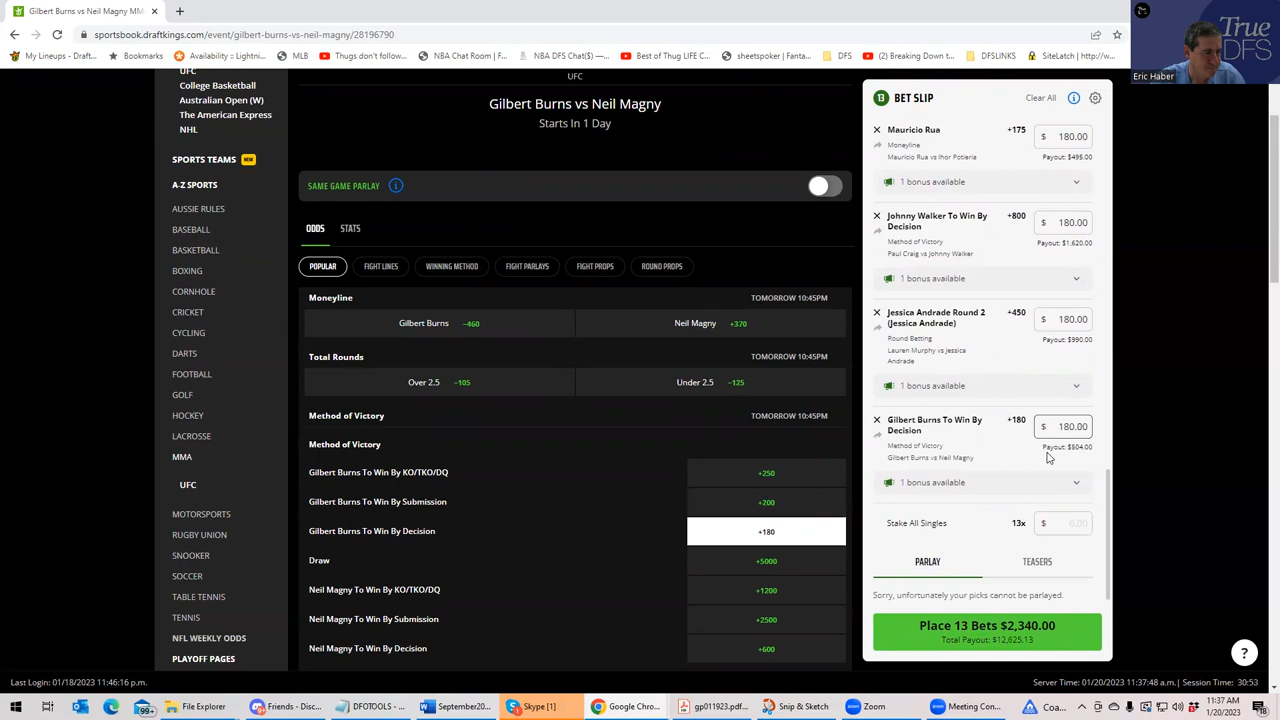 Gilbert Burns vs Neil Magny MM
sportsbook.draftkings.com/event/gilbert-burns-vs-neil-magny/28196790
My Lineups - Draft...
Bookmarks
Availability :: Lightni...
MLB
Thugs don't follow...
NBA Chat Room | F...
NBA DFS Chat($) —...
Best of Thug LIFE C...
sheetspoker | Fanta...
DFS
(2) Breaking Down t...
DFSLINKS
SiteLatch | http://w...
True
DFS
Eric Haber
UFC
College Basketball
Australian Open (W)
The American Express
NHL
SPORTS TEAMS NEW
A-Z SPORTS
AUSSIE RULES
BASEBALL
BASKETBALL
BOXING
CORNHOLE
CRICKET
CYCLING
DARTS
FOOTBALL
GOLF
HOCKEY
LACROSSE
MMA
UFC
MOTORSPORTS
RUGBY UNION
SNOOKER
SOCCER
TABLE TENNIS
TENNIS
NFL WEEKLY ODDS
PLAYOFF PAGES
UFC
Gilbert Burns vs Neil Magny
Starts In 1 Day
SAME GAME PARLAY
ODDS STATS
POPULAR FIGHT LINES WINNING METHOD FIGHT PARLAYS FIGHT PROPS ROUND PROPS
Moneyline TOMORROW 10:45PM
Gilbert Burns −460 Neil Magny +370
Total Rounds TOMORROW 10:45PM
Over 2.5 −105 Under 2.5 −125
Method of Victory TOMORROW 10:45PM
Method of Victory
Gilbert Burns To Win By KO/TKO/DQ +250
Gilbert Burns To Win By Submission +200
Gilbert Burns To Win By Decision +180
Draw +5000
Neil Magny To Win By KO/TKO/DQ +1200
Neil Magny To Win By Submission +2500
Neil Magny To Win By Decision +600
13 BET SLIP Clear All
Mauricio Rua +175 $ 180.00
Moneyline
Mauricio Rua vs Ihor Potieria Payout: $495.00
1 bonus available
Johnny Walker To Win By Decision +800 $ 180.00
Method of Victory Payout: $1,620.00
Paul Craig vs Johnny Walker
1 bonus available
Jessica Andrade Round 2 (Jessica Andrade) +450 $ 180.00
Round Betting Payout: $990.00
Lauren Murphy vs Jessica
Andrade
1 bonus available
Gilbert Burns To Win By Decision +180 $ 180.00
Method of Victory Payout: $504.00
Gilbert Burns vs Neil Magny
1 bonus available
Stake All Singles 13x $ 0.00
PARLAY TEASERS
Sorry, unfortunately your picks cannot be parlayed.
Place 13 Bets $2,340.00
Total Payout: $12,625.13
?
Last Login: 01/18/2023 11:46:16 p.m. Server Time: 01/20/2023 11:37:48 a.m.| Session Time: 30:53
99+
File Explorer
Friends - Disc...
DFOTOOLS - E...
September20...
Skype [1]
Google Chro...
gp011923.pdf...
Snip & Sketch
Zoom
Meeting Con...
Coa...
11:37 AM
1/20/2023
18